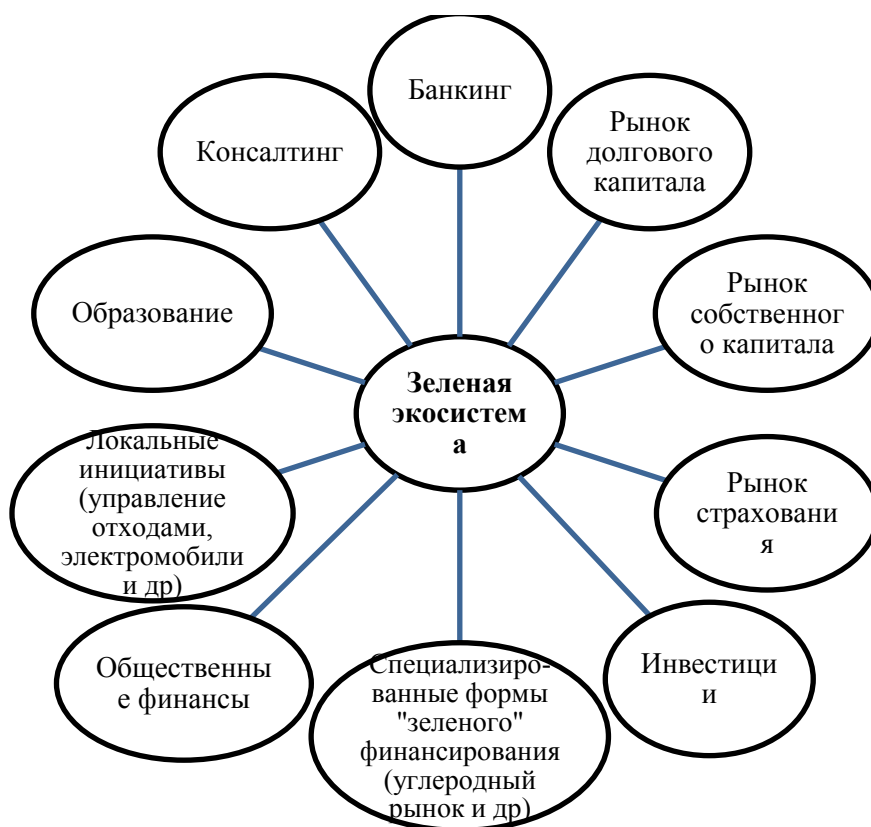 Банкинг
Рынок
долгового
капитала
Рынок
собственног
о капитала
Рынок
страховани
я
Инвестици
и
Специализиро-
ванные формы
"зеленого"
финансирования
(углеродный
рынок и др)
Общественны
е финансы
Локальные
инициативы
(управление
отходами,
электромобили
и др)
Образование
Консалтинг
Зеленая
экосистем
а